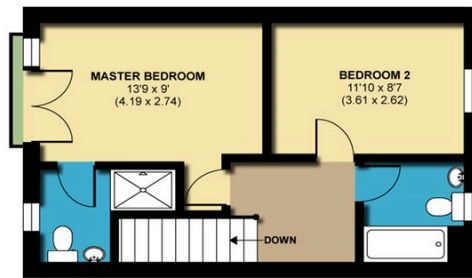 MASTER BEDROOM
13'9 x 9'
(4.19 x 2.74)
BEDROOM 2
11'10 x 8'7
(3.61 x 2.62)
DOWN